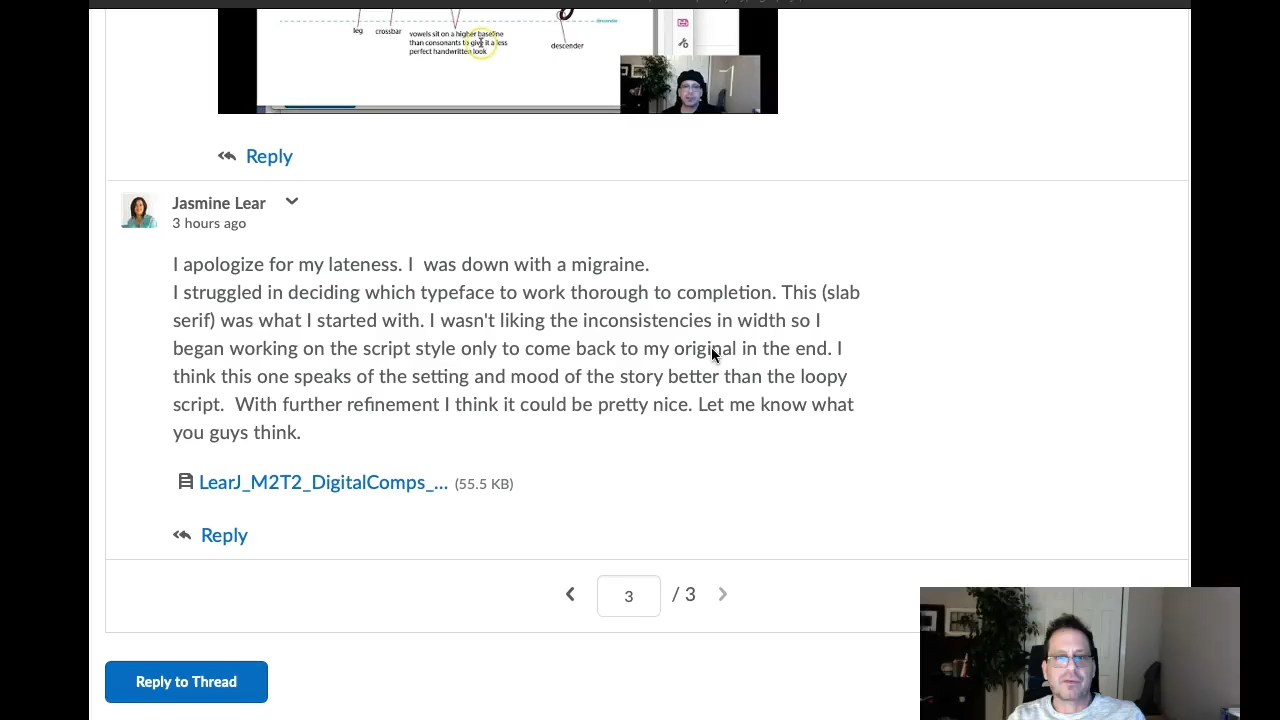 leg
crossbar
vowels sit on a higher baseline
than consonants to give it a less
perfect handwritten look
descender
descender
Reply
Jasmine Lear
3 hours ago
I apologize for my lateness. I  was down with a migraine.
I struggled in deciding which typeface to work thorough to completion. This (slab
serif) was what I started with. I wasn't liking the inconsistencies in width so I
began working on the script style only to come back to my original in the end. I
think this one speaks of the setting and mood of the story better than the loopy
script.  With further refinement I think it could be pretty nice. Let me know what
you guys think.
LearJ_M2T2_DigitalComps_... (55.5 KB)
Reply
3 / 3
Reply to Thread